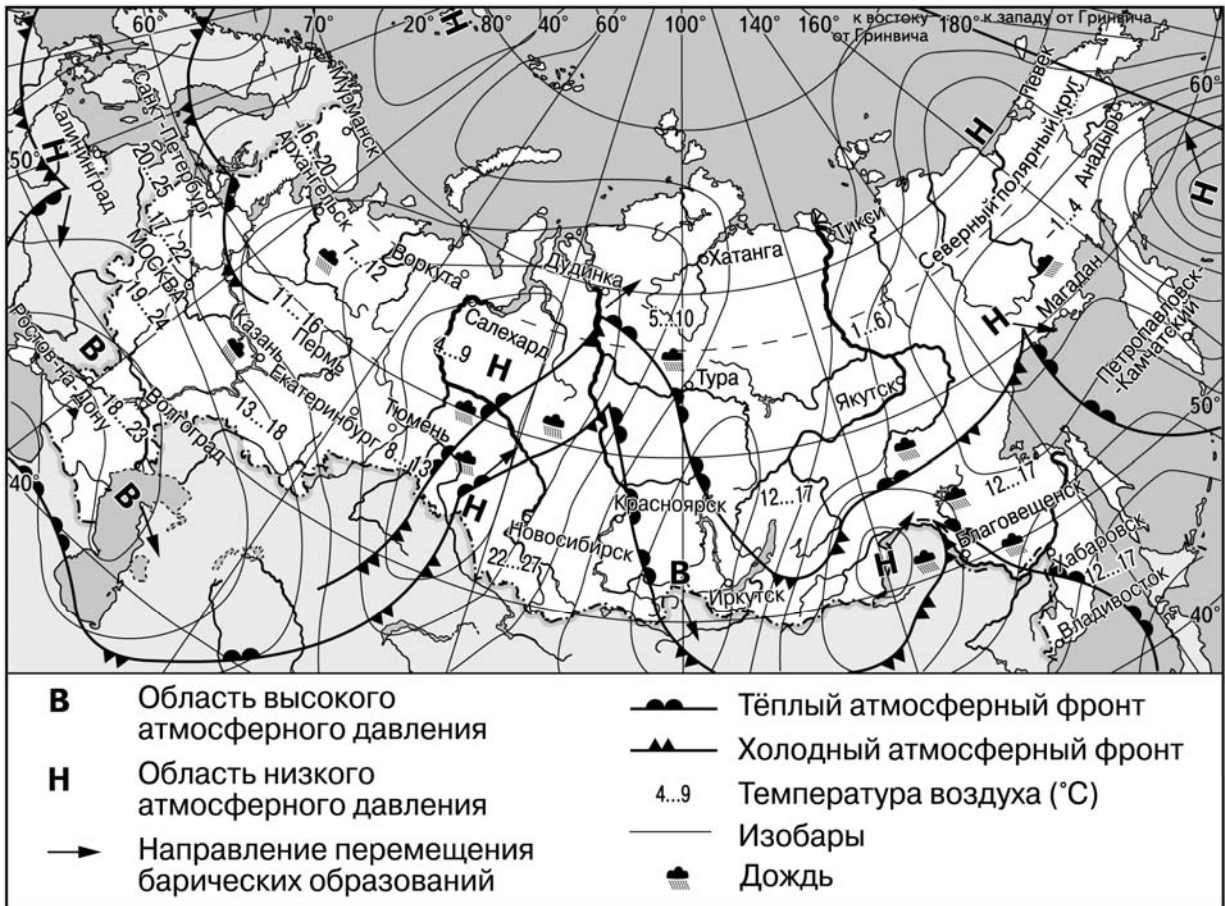 60°
70°
20° 80° 40° 60° 100° 140° 160°
к востоку
от Гринвича
180°
к западу от Гринвича
60°
50°
40°
50°
40°
Н
Н
Мурманск
Санкт-Петербург
20...25
Калининград
Н
16...20
Архангельск
17...22
МОСКВА
19...24
7...12
Воркута
11...16
Казань
Пермь
Салехард
4...9
Н
Дудинка
Хатанга
Тикси
Певек
Н
Северный полярный круг
Анадырь
-1...4
Н
Магадан
Н
Петропавловск-
-Камчатский
5...10
1...6
Тура
Якутск
В
Ростов-на-Дону
18...23
Волгоград
13...18
Екатеринбург
Тюмень
8...13
В
Н
Новосибирск
22...27
Красноярск
В
Иркутск
12...17
Н
12...17
Благовещенск
Хабаровск
12...17
Владивосток
В Область высокого
атмосферного давления
Н Область низкого
атмосферного давления
Направление перемещения
барических образований
Тёплый атмосферный фронт
Холодный атмосферный фронт
4...9 Температура воздуха (°С)
Изобары
Дождь